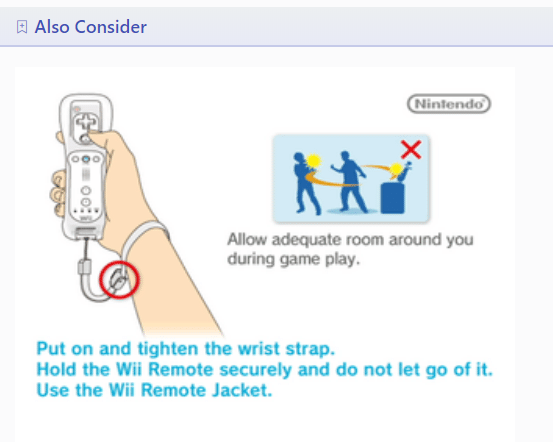 Also Consider
Nintendo
Allow adequate room around you
during game play.
Put on and tighten the wrist strap.
Hold the Wii Remote securely and do not let go of it.
Use the Wii Remote Jacket.